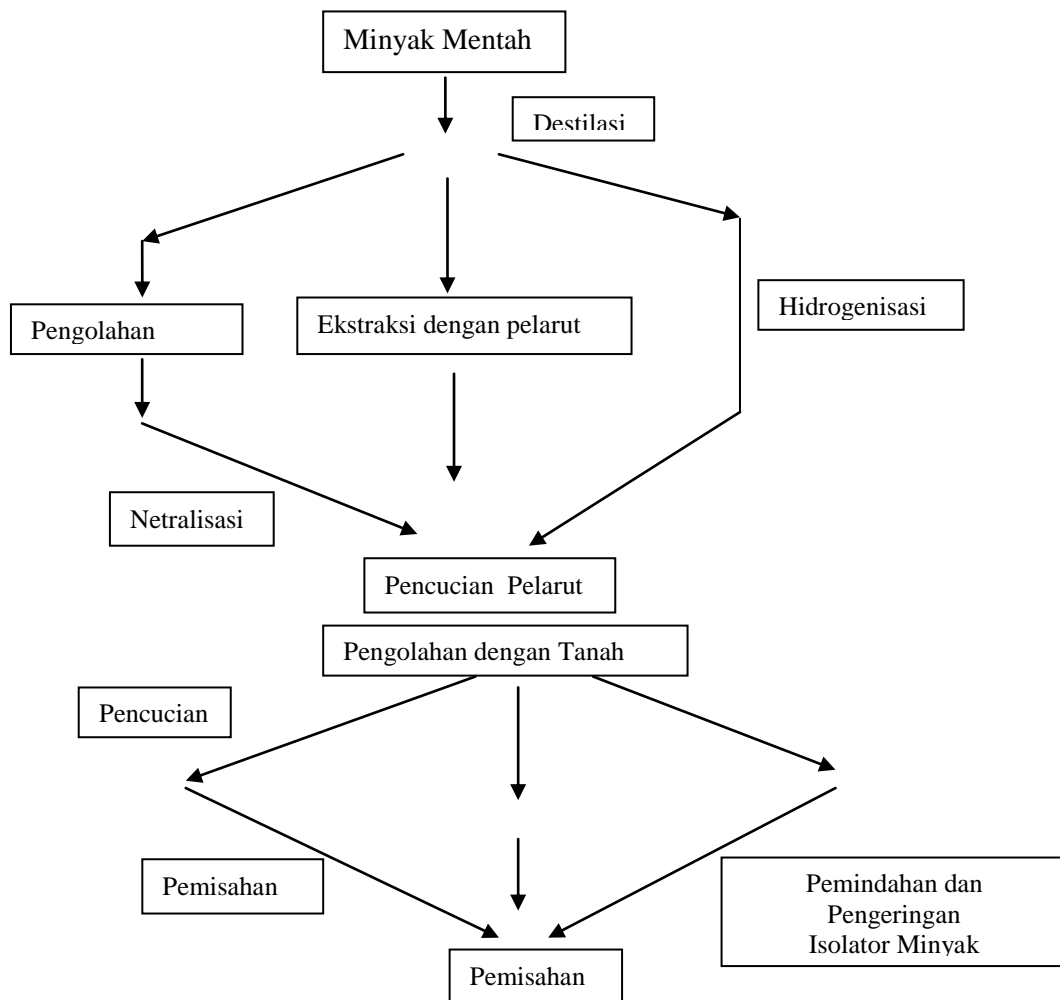 Minyak Mentah
Destilasi
Hidrogenisasi
Pengolahan
Ekstraksi dengan pelarut
Netralisasi
Pencucian Pelarut
Pengolahan dengan Tanah
Pencucian
Pemisahan
Pemindahan dan
Pengeringan
Isolator Minyak
Pemisahan